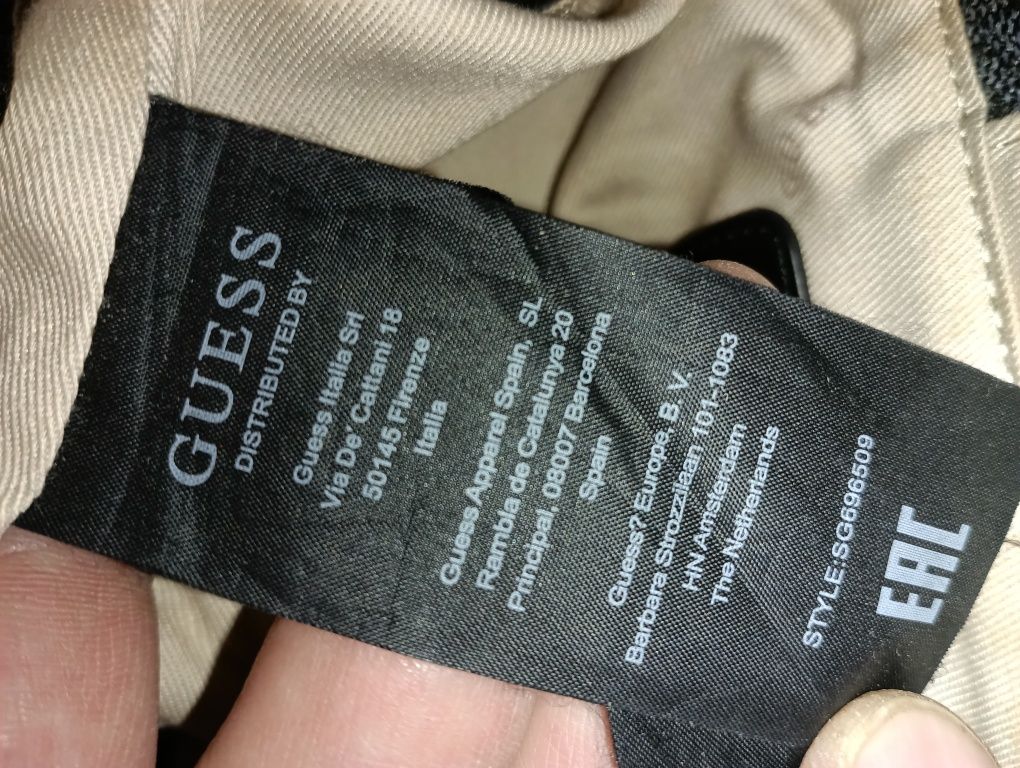 GUESS
DISTRIBUTED BY
Guess Italia Srl
Via De' Cattani 18
50145 Firenze
Italia
Guess Apparel Spain, SL
Rambla de Catalunya 20
Principal, 08007 Barcelona
Spain
Guess? Europe, B. V.
Barbara Strozzilaan 101-1083
HN Amsterdam
The Netherlands
STYLE:SG696509
EAC